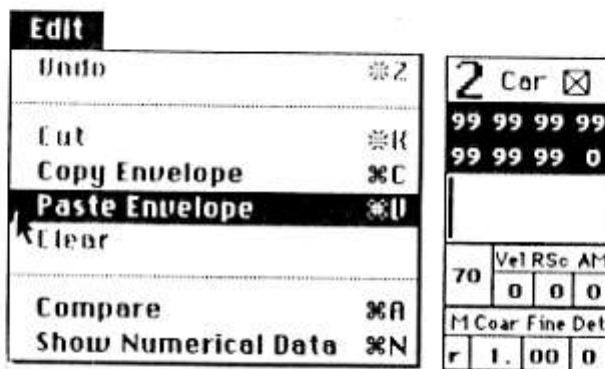 Edit
Undo ⌘Z
Cut ⌘X
Copy Envelope ⌘C
Paste Envelope ⌘V
Clear
Compare ⌘A
Show Numerical Data ⌘N
2 Car ☒
99 99 99 99
99 99 99 0
Vel RSc AM
70 0 0 0
M Coar Fine Det
r 1. 00 0